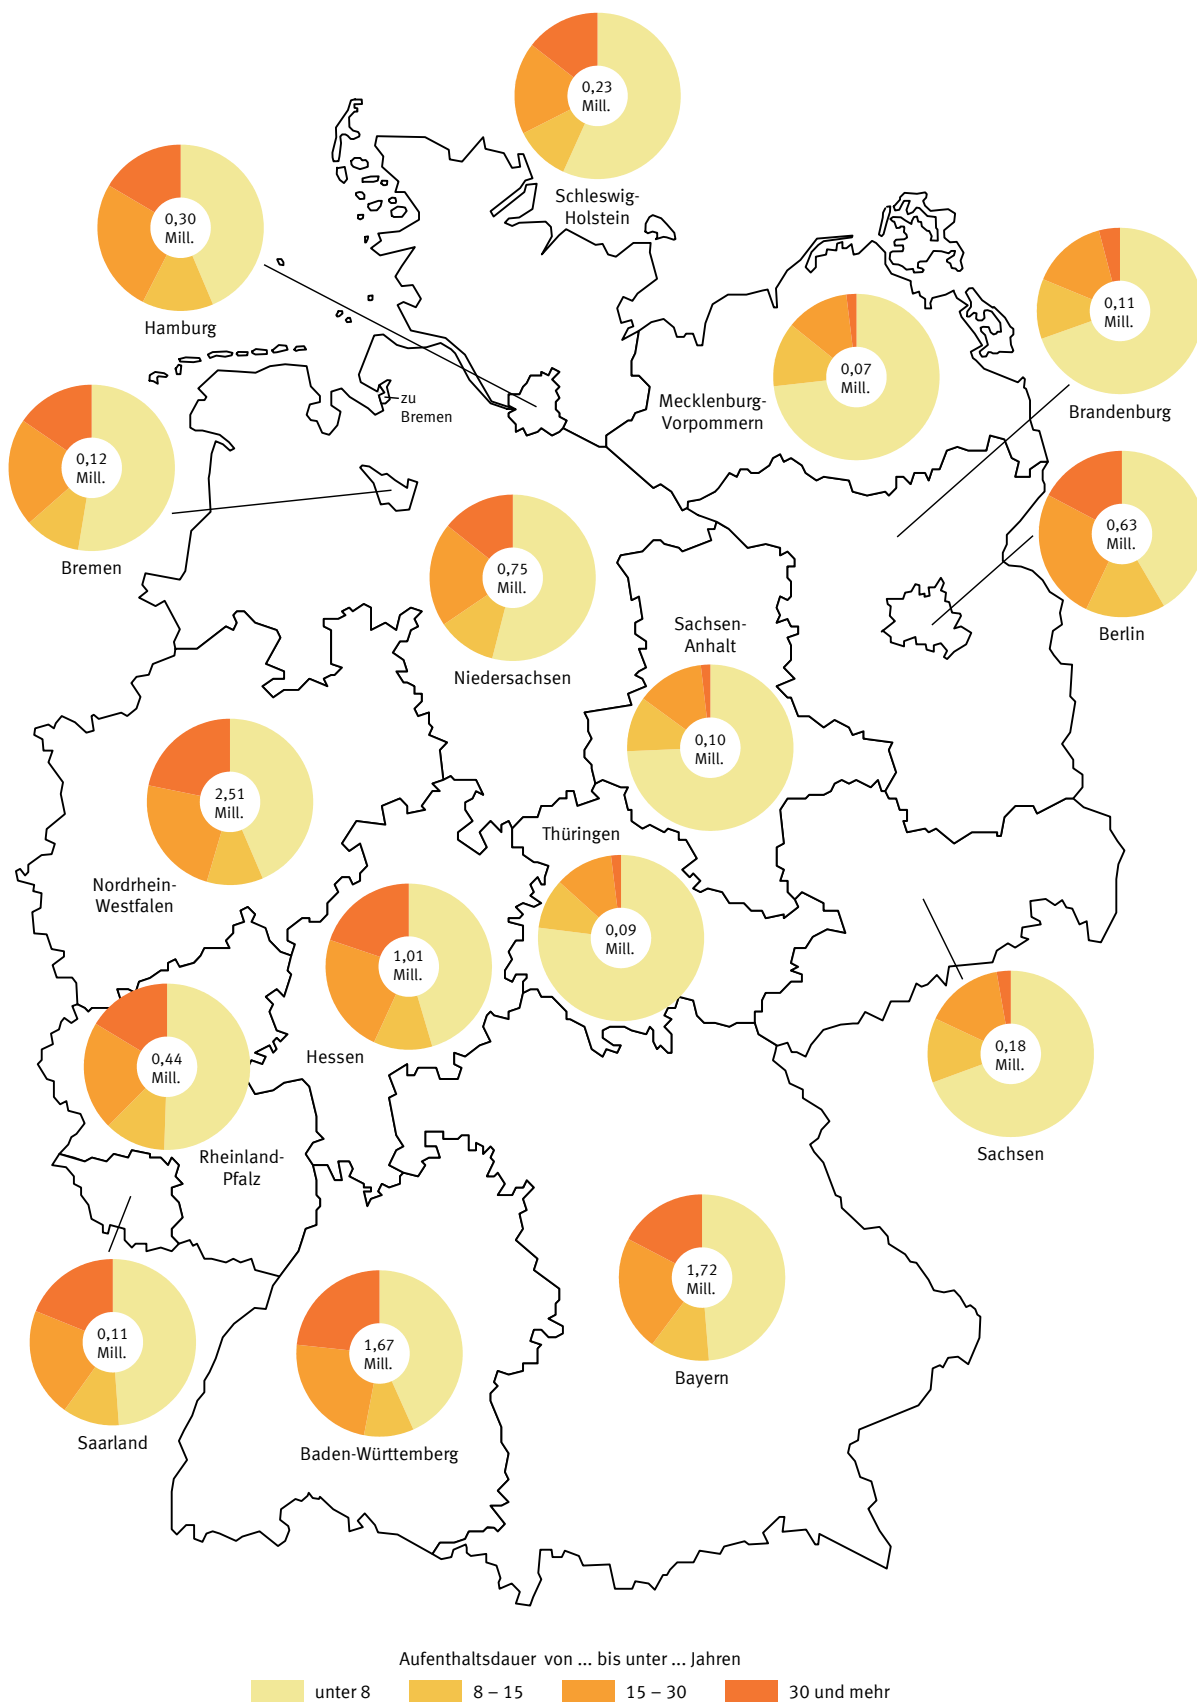 0,23
Mill.
Schleswig-
Holstein
0,30
Mill.
Hamburg
0,11
Mill.
Brandenburg
0,07
Mill.
Mecklenburg-
Vorpommern
zu
Bremen
0,12
Mill.
Bremen
0,63
Mill.
Berlin
0,75
Mill.
Niedersachsen
Sachsen-
Anhalt
0,10
Mill.
2,51
Mill.
Nordrhein-
Westfalen
Thüringen
0,09
Mill.
1,01
Mill.
Hessen
0,18
Mill.
Sachsen
0,44
Mill.
Rheinland-
Pfalz
1,72
Mill.
Bayern
0,11
Mill.
Saarland
1,67
Mill.
Baden-Württemberg
Aufenthaltsdauer von ... bis unter ... Jahren
unter 8 8 – 15 15 – 30 30 und mehr